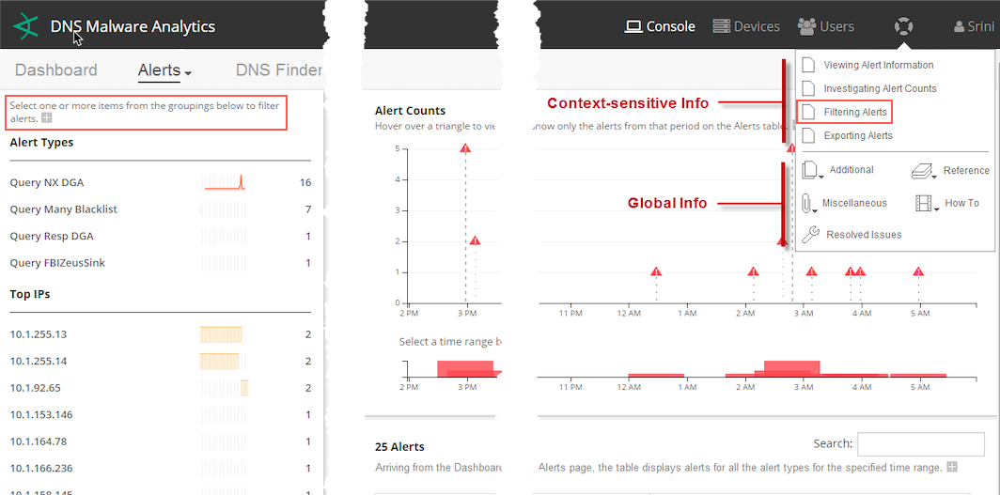 DNS Malware Analytics
Console
Devices
Users
Srini
Dashboard
Alerts
DNS Finder
Select one or more items from the groupings below to filter
alerts.
Alert Types
Query NX DGA 16
Query Many Blacklist 7
Query Resp DGA 1
Query FBIZeusSink 1
Top IPs
10.1.255.13 2
10.1.255.14 2
10.1.92.65 2
10.1.153.146 1
10.1.164.78 1
10.1.166.236 1
10.1.158.145
Alert Counts
Hover over a triangle to vie now only the alerts from that period on the Alerts table.
5
4
3
2
1
0
2 PM 3 PM 11 PM 12 AM 1 AM 2 AM 3 AM 4 AM 5 AM
Select a time range b
2 PM 3 PM 11 PM 12 AM 1 AM 2 AM 3 AM 4 AM 5 AM
Context-sensitive Info
Global Info
Viewing Alert Information
Investigating Alert Counts
Filtering Alerts
Exporting Alerts
Additional
Reference
Miscellaneous
How To
Resolved Issues
25 Alerts
Search:
Arriving from the Dashboard Alerts page, the table displays alerts for all the alert types for the specified time range.